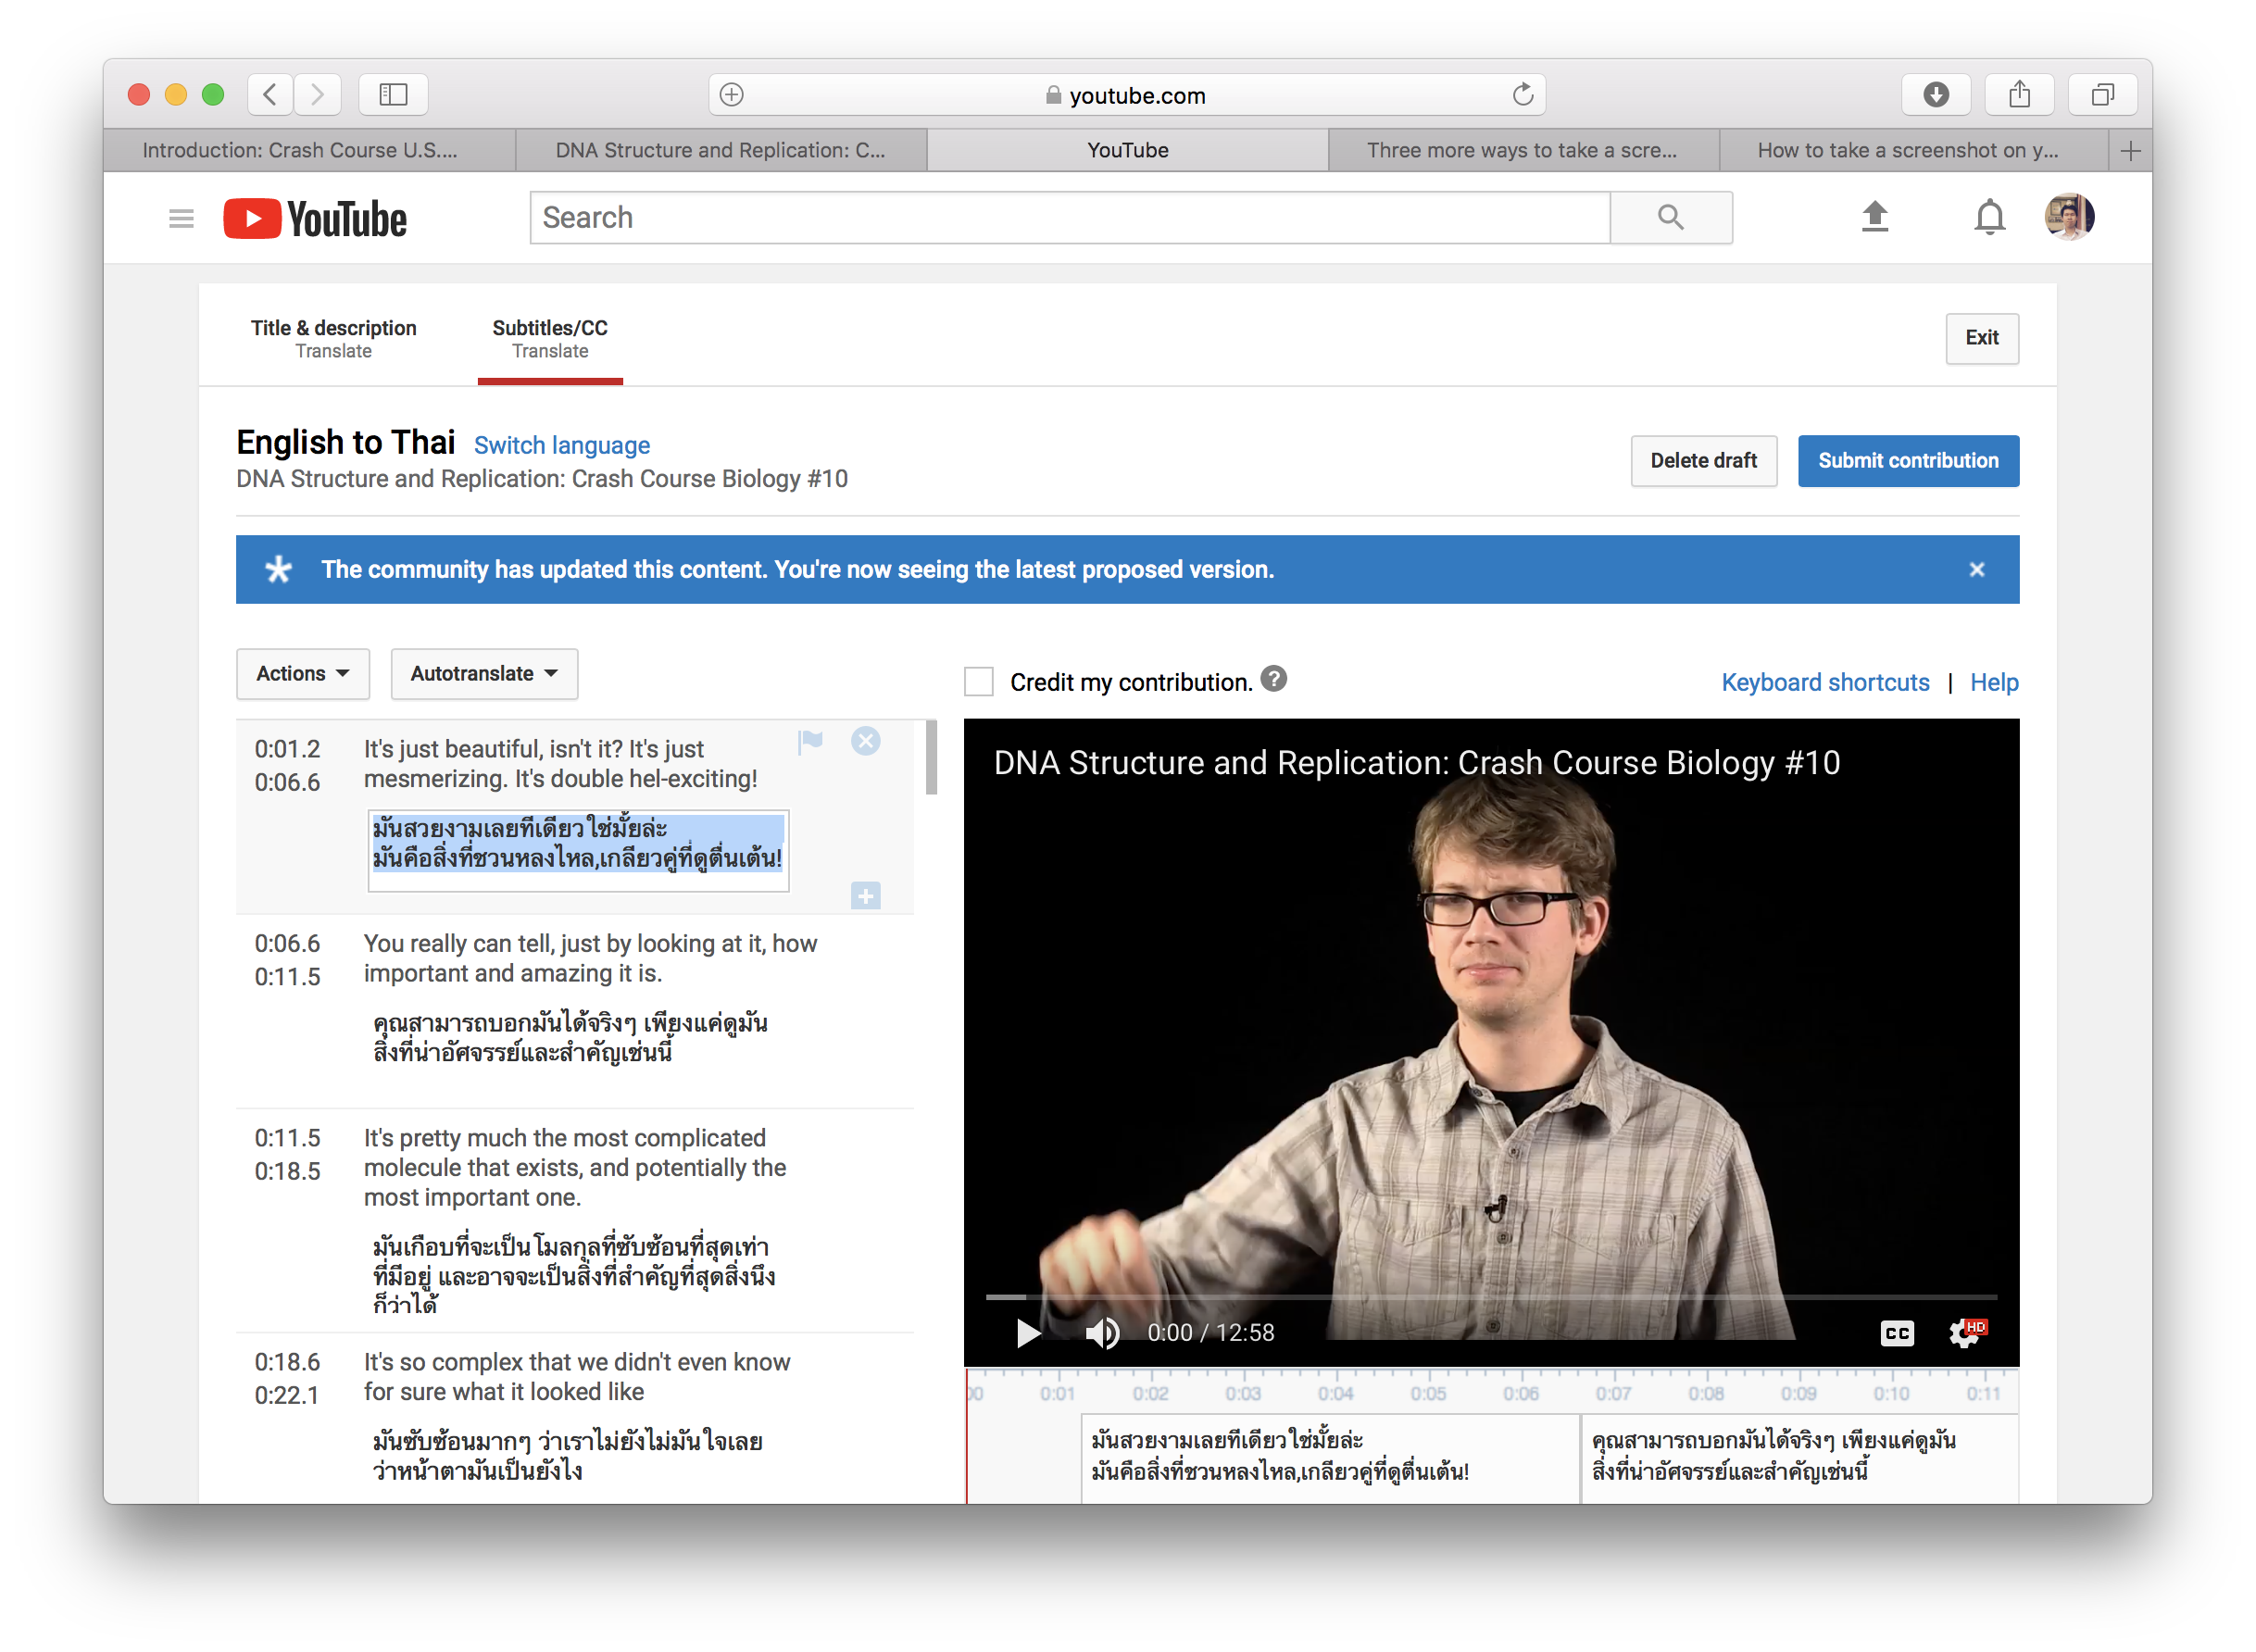 youtube.com
Introduction: Crash Course U.S....
DNA Structure and Replication: C...
YouTube
Three more ways to take a scre...
How to take a screenshot on y...
YouTube
Search
Title & description
Translate
Subtitles/CC
Translate
Exit
English to Thai Switch language
DNA Structure and Replication: Crash Course Biology #10
Delete draft
Submit contribution
The community has updated this content. You're now seeing the latest proposed version.
Actions
Autotranslate
Credit my contribution.
Keyboard shortcuts | Help
0:01.2
0:06.6
It's just beautiful, isn't it? It's just
mesmerizing. It's double hel-exciting!
มันสวยงามเลยทีเดียว ใช่มั้ยล่ะ
มันคือสิ่งที่ชวนหลงไหล,เกลียวคู่ที่ดูตื่นเต้น!
0:06.6
0:11.5
You really can tell, just by looking at it, how
important and amazing it is.
คุณสามารถบอกมันได้จริงๆ เพียงแค่ดูมัน
สิ่งที่น่าอัศจรรย์และสำคัญเช่นนี้
0:11.5
0:18.5
It's pretty much the most complicated
molecule that exists, and potentially the
most important one.
มันเกือบที่จะเป็นโมลกุลที่ซับซ้อนที่สุดเท่า
ที่มีอยู่ และอาจจะเป็นสิ่งที่สำคัญที่สุดสิ่งนึง
ก็ว่าได้
0:18.6
0:22.1
It's so complex that we didn't even know
for sure what it looked like
มันซับซ้อนมากๆ ว่าเราไม่ยังไม่มันใจเลย
ว่าหน้าตามันเป็นยังไง
DNA Structure and Replication: Crash Course Biology #10
0:00 / 12:58
CC
HD
00 0:01 0:02 0:03 0:04 0:05 0:06 0:07 0:08 0:09 0:10 0:11
มันสวยงามเลยทีเดียว ใช่มั้ยล่ะ
มันคือสิ่งที่ชวนหลงไหล,เกลียวคู่ที่ดูตื่นเต้น!
คุณสามารถบอกมันได้จริงๆ เพียงแค่ดูมัน
สิ่งที่น่าอัศจรรย์และสำคัญเช่นนี้